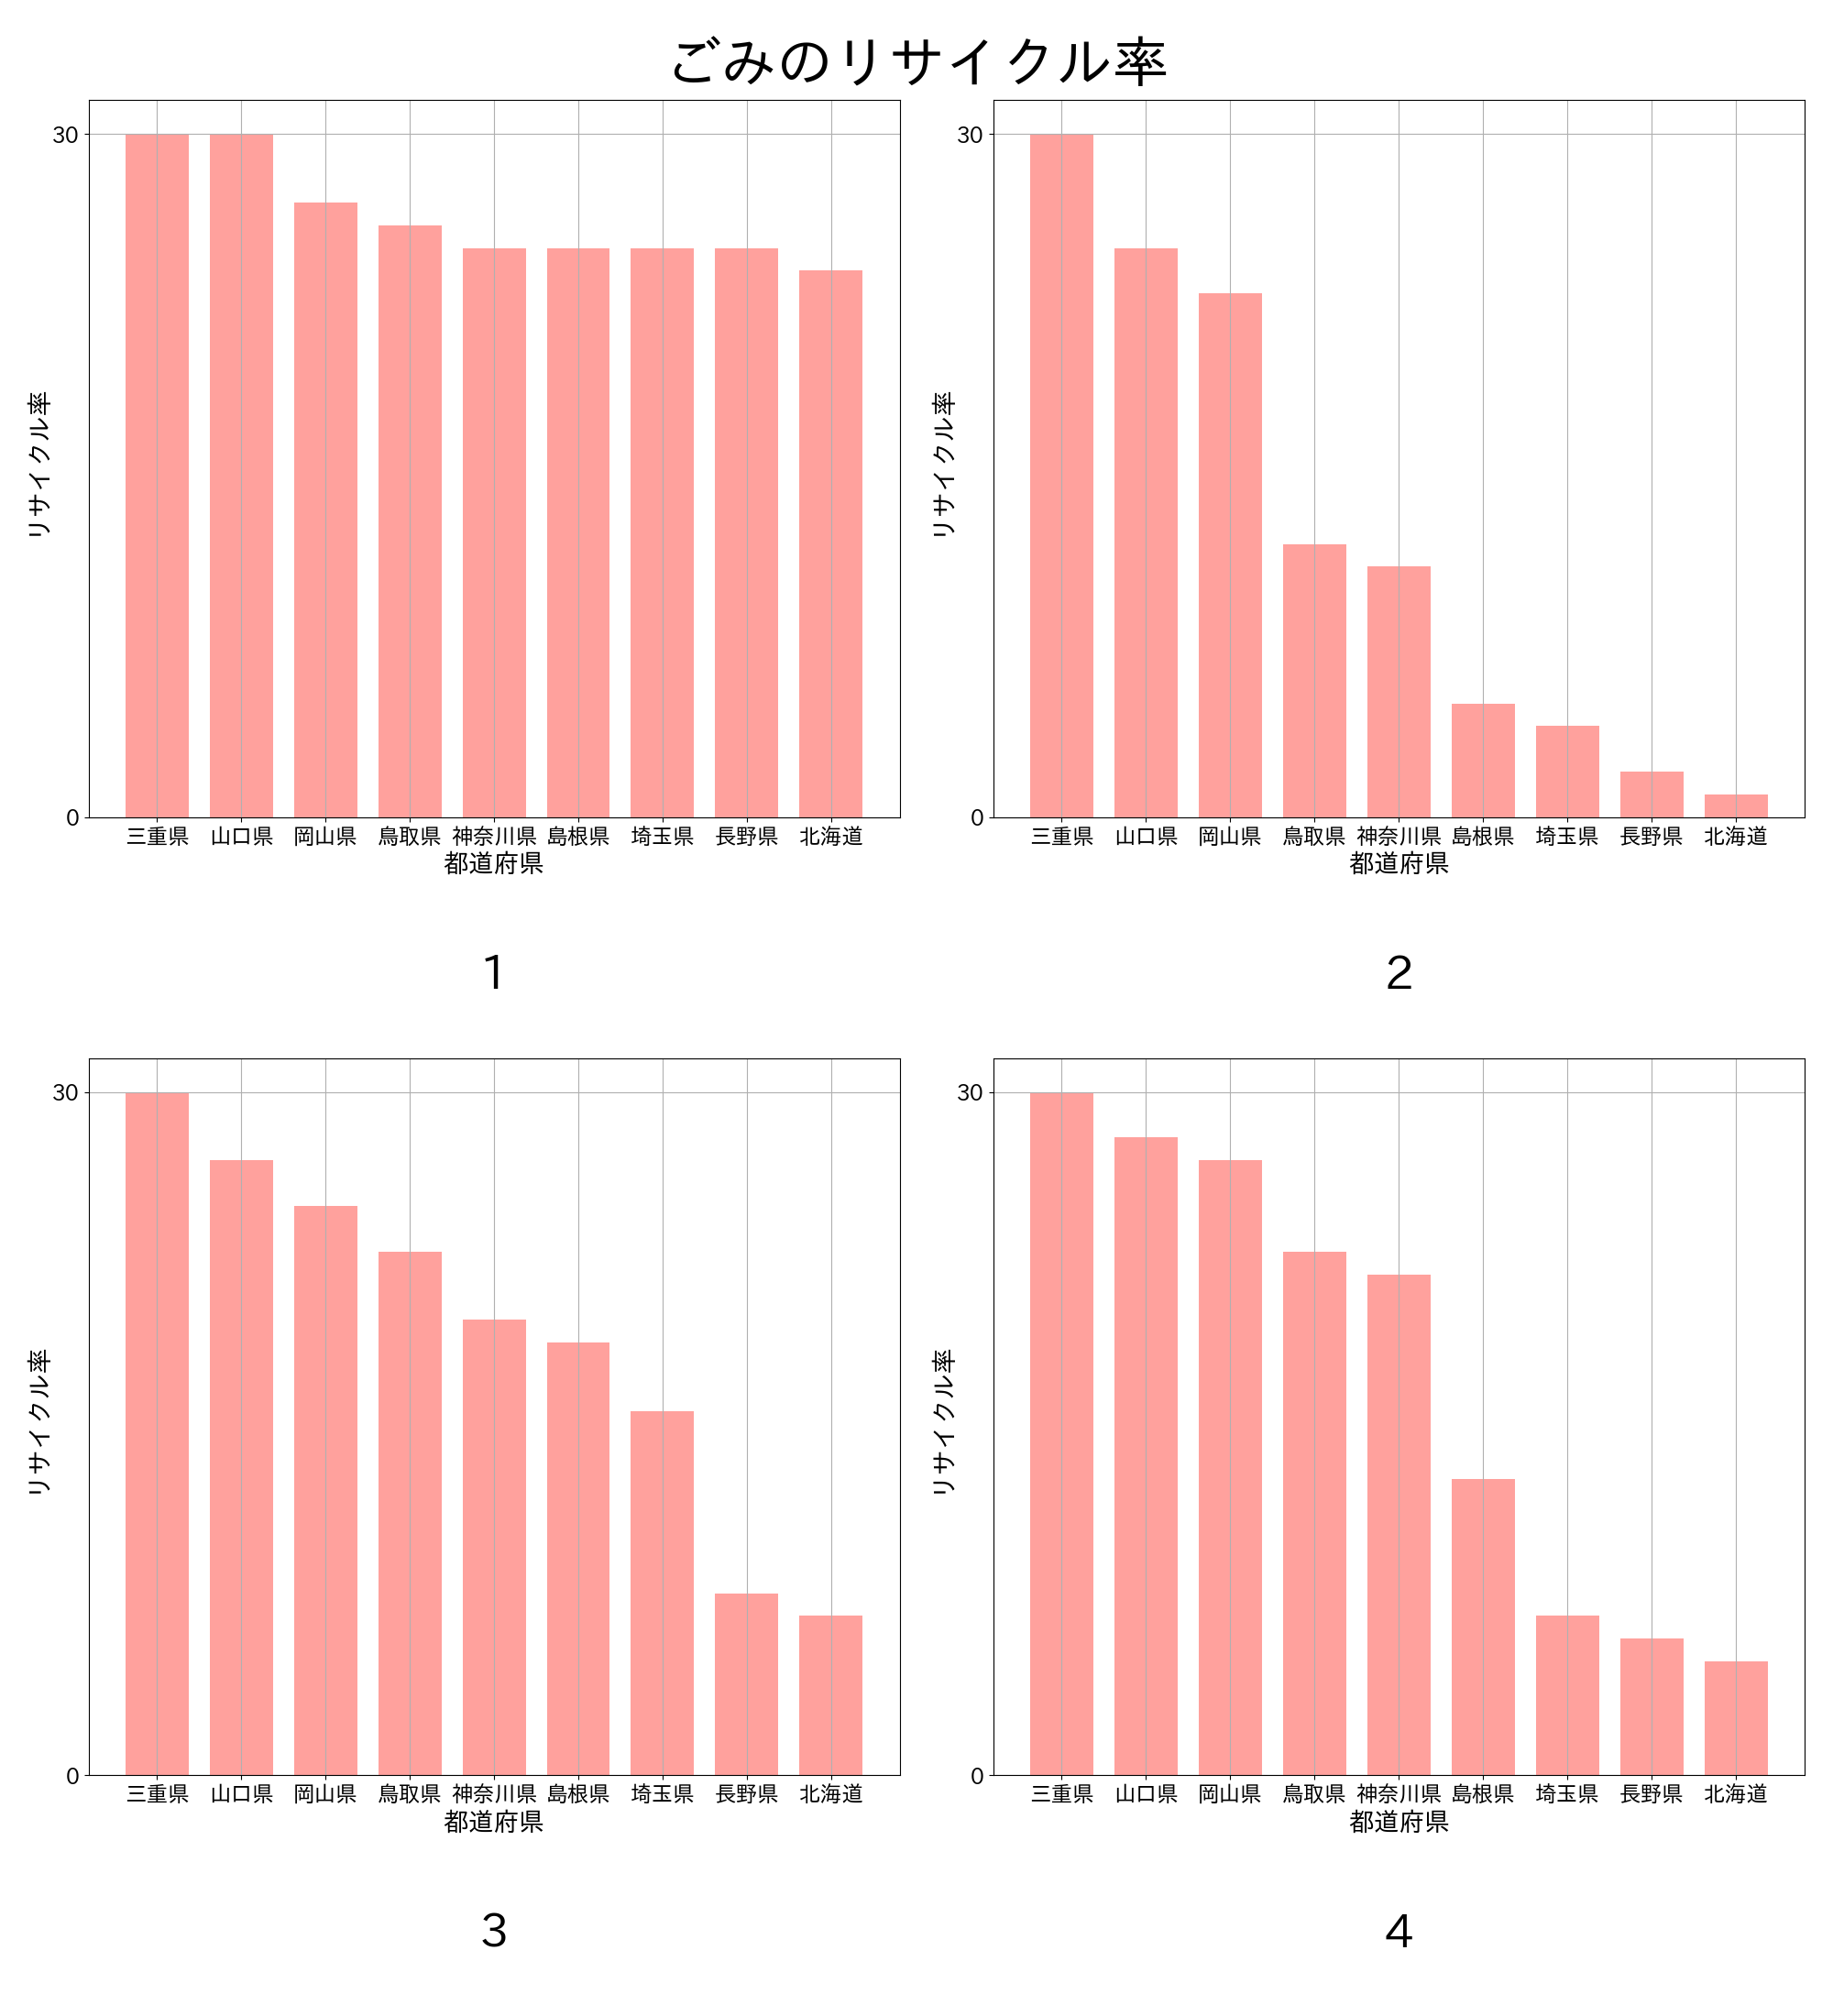 ごみのリサイクル率
30
0
リサイクル率
三重県 山口県 岡山県 鳥取県 神奈川県 島根県 埼玉県 長野県 北海道
都道府県
1
30
0
リサイクル率
三重県 山口県 岡山県 鳥取県 神奈川県 島根県 埼玉県 長野県 北海道
都道府県
2
30
0
リサイクル率
三重県 山口県 岡山県 鳥取県 神奈川県 島根県 埼玉県 長野県 北海道
都道府県
3
30
0
リサイクル率
三重県 山口県 岡山県 鳥取県 神奈川県 島根県 埼玉県 長野県 北海道
都道府県
4